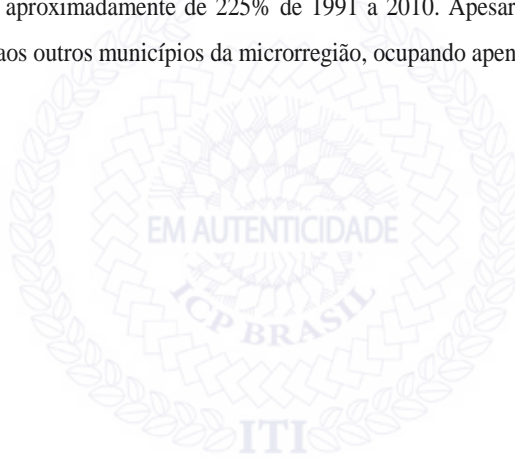 aproximadamente de 225% de 1991 a 2010. Apesar
aos outros municípios da microrregião, ocupando apen
EM AUTENTICIDADE
ICP BRASIL
ITI